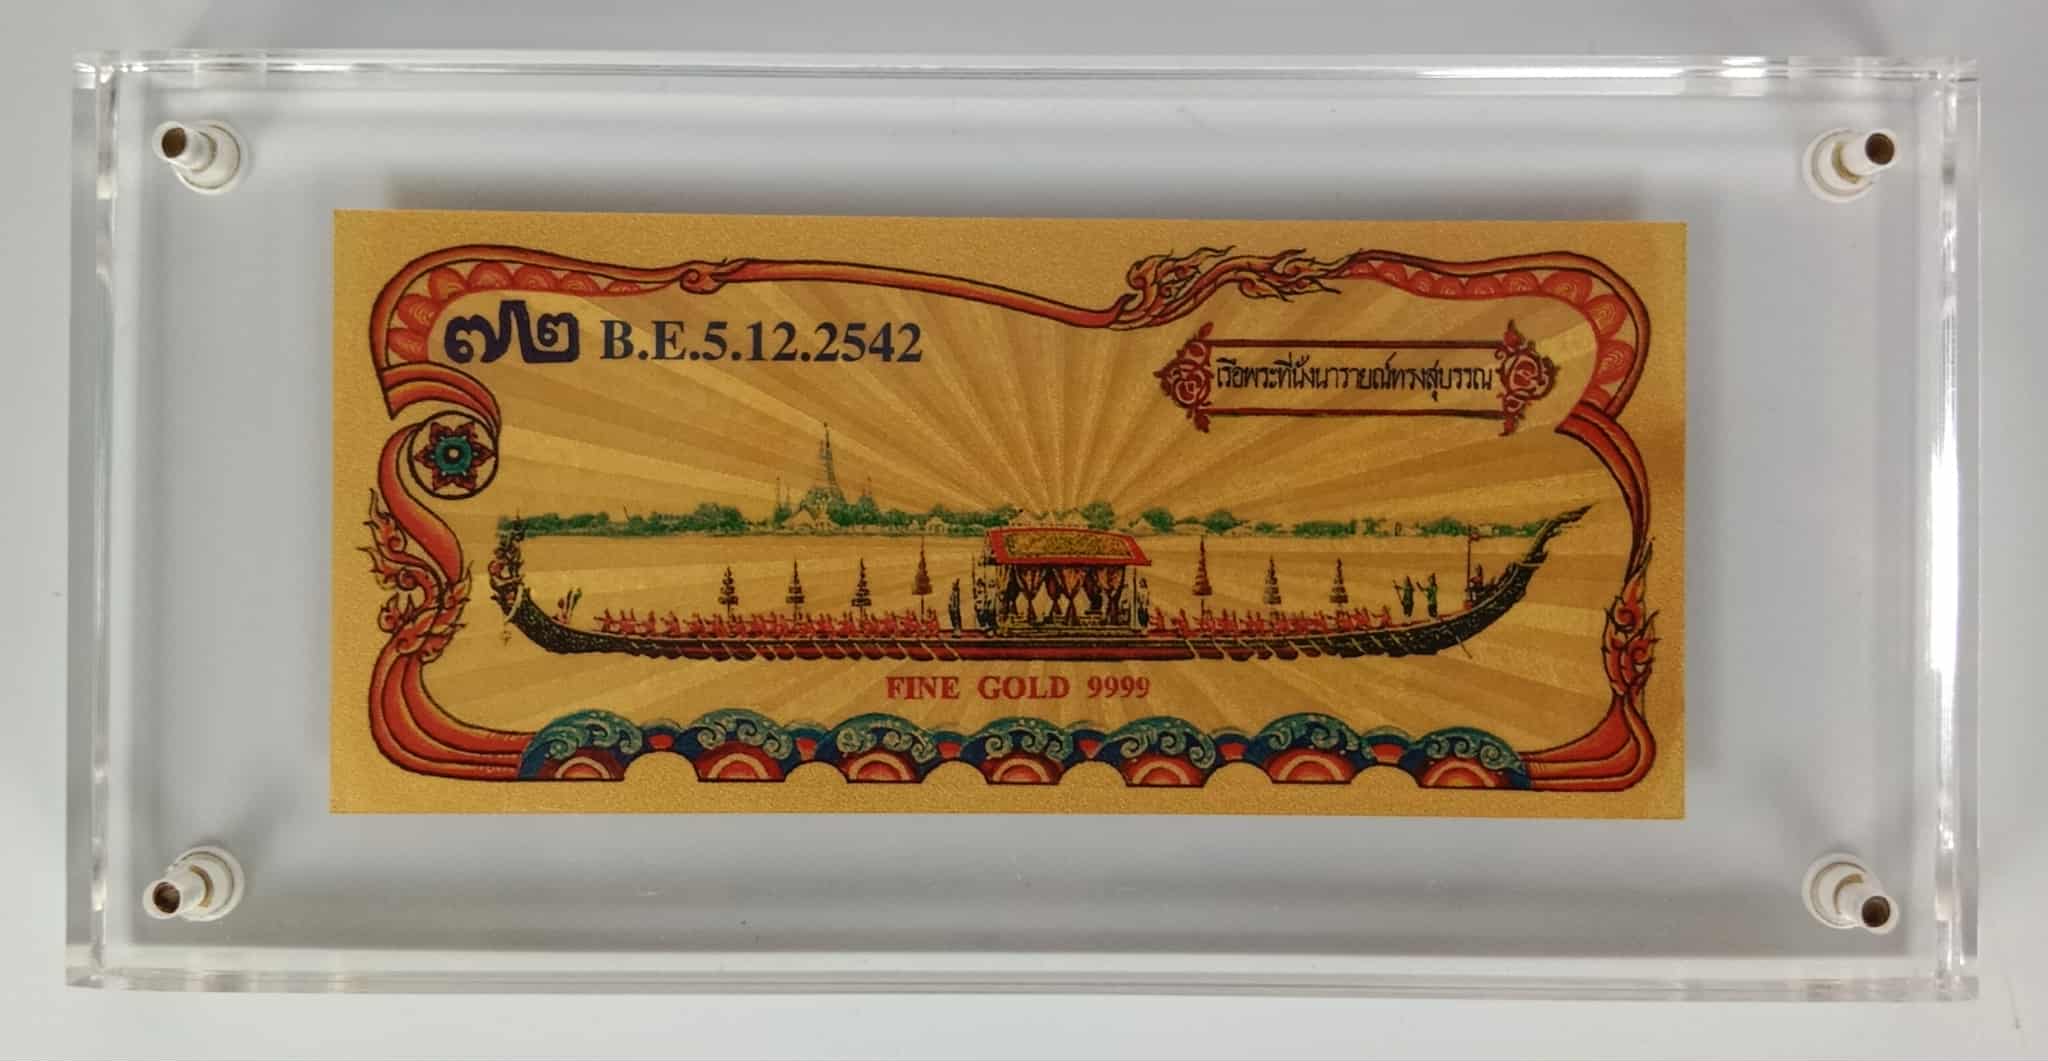 ๗๒ B.E.5.12.2542
เรือพระที่นั่งนารายณ์ทรงสุบรรณ
FINE GOLD 9999